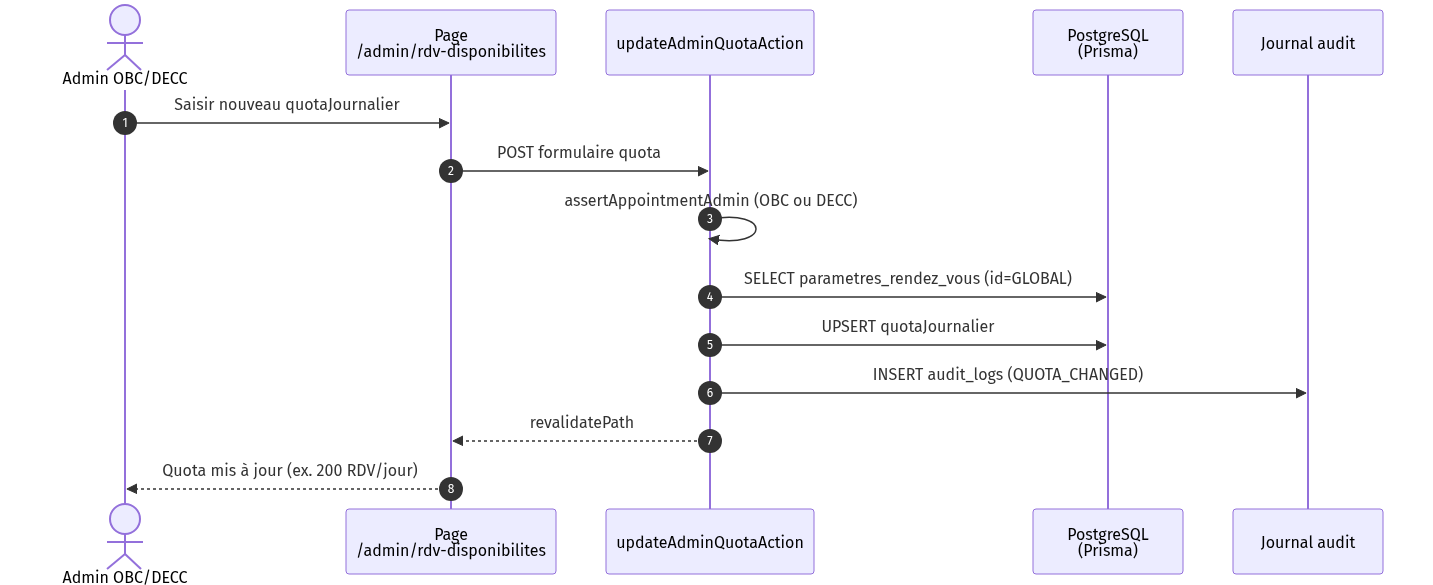 Admin OBC/DECC
Page
/admin/rdv-disponibilites
updateAdminQuotaAction
PostgreSQL
(Prisma)
Journal audit
Saisir nouveau quotaJournalier
1
POST formulaire quota
2
assertAppointmentAdmin (OBC ou DECC)
3
SELECT parametres_rendez_vous (id=GLOBAL)
4
UPSERT quotaJournalier
5
INSERT audit_logs (QUOTA_CHANGED)
6
revalidatePath
7
Quota mis à jour (ex. 200 RDV/jour)
8
Admin OBC/DECC
Page
/admin/rdv-disponibilites
updateAdminQuotaAction
PostgreSQL
(Prisma)
Journal audit